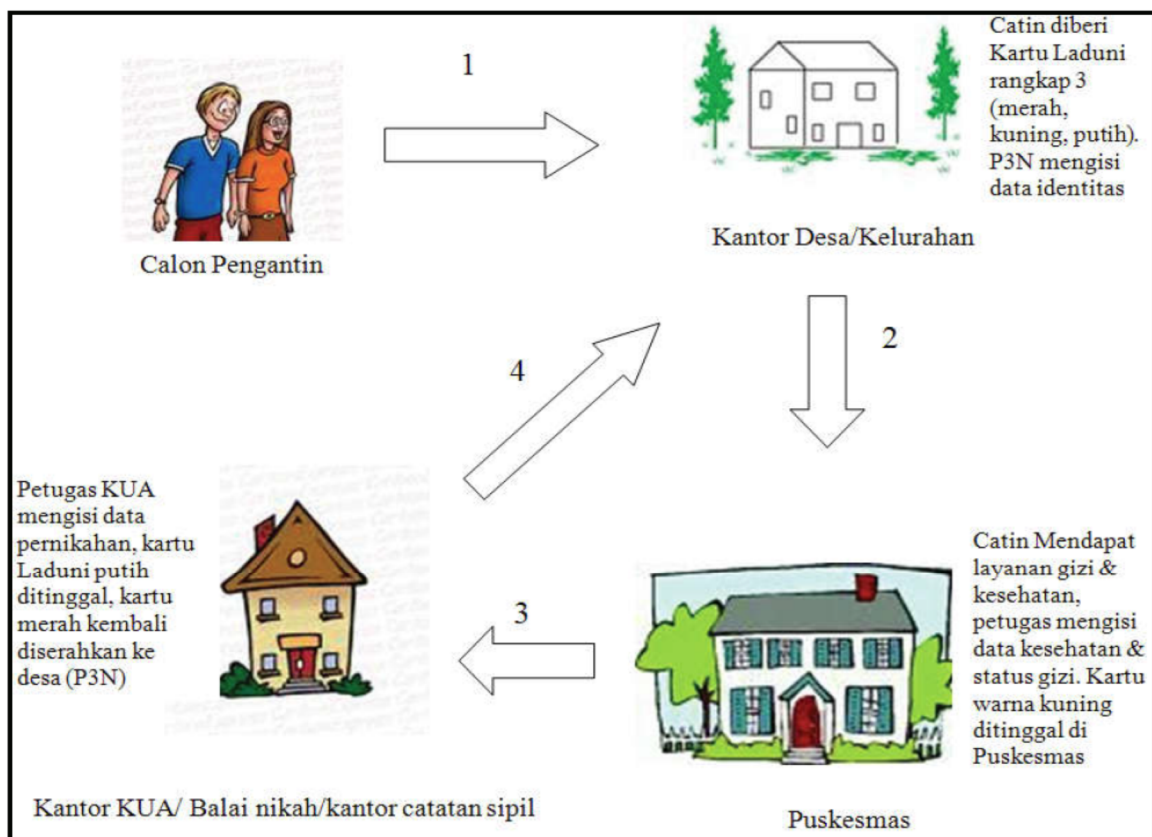 1
Catin diberi
Kartu Laduni
rangkap 3
(merah,
kuning, putih).
P3N mengisi
data identitas
Calon Pengantin
Kantor Desa/Kelurahan
2
4
Petugas KUA
mengisi data
pernikahan, kartu
Laduni putih
ditinggal, kartu
merah kembali
diserahkan ke
desa (P3N)
3
Catin Mendapat
layanan gizi &
kesehatan,
petugas mengisi
data kesehatan &
status gizi. Kartu
warna kuning
ditinggal di
Puskesmas
Kantor KUA/ Balai nikah/kantor catatan sipil
Puskesmas